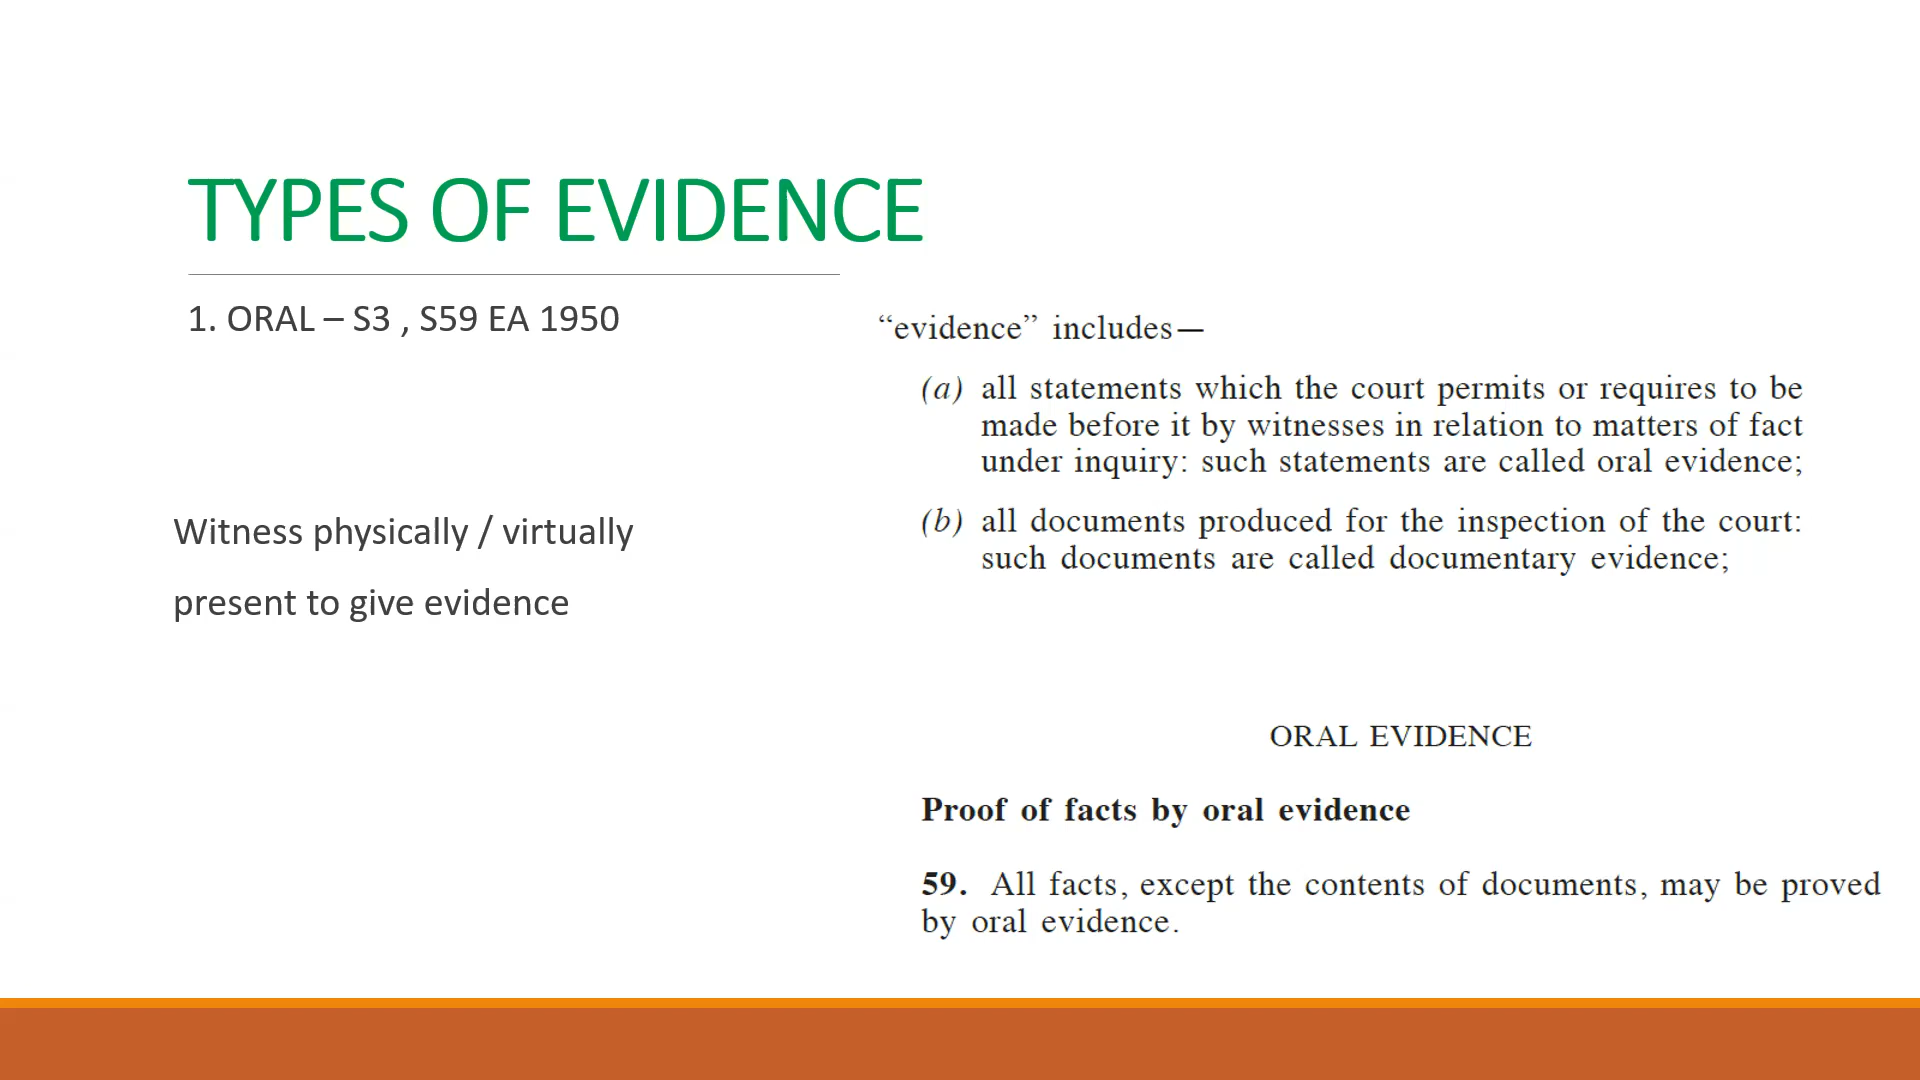 TYPES OF EVIDENCE
1. ORAL – S3 , S59 EA 1950
Witness physically / virtually
present to give evidence
“evidence” includes—
(a) all statements which the court permits or requires to be
made before it by witnesses in relation to matters of fact
under inquiry: such statements are called oral evidence;
(b) all documents produced for the inspection of the court:
such documents are called documentary evidence;
ORAL EVIDENCE
Proof of facts by oral evidence
59. All facts, except the contents of documents, may be proved
by oral evidence.